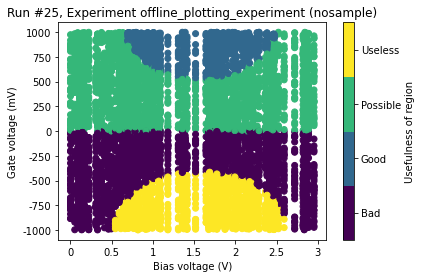 Run #25, Experiment offline_plotting_experiment (nosample)
1000
750
500
250
0
-250
-500
-750
-1000
Gate voltage (mV)
0
0.5
1
1.5
2
2.5
3
Bias voltage (V)
Useless
Possible
Good
Bad
Usefulness of region